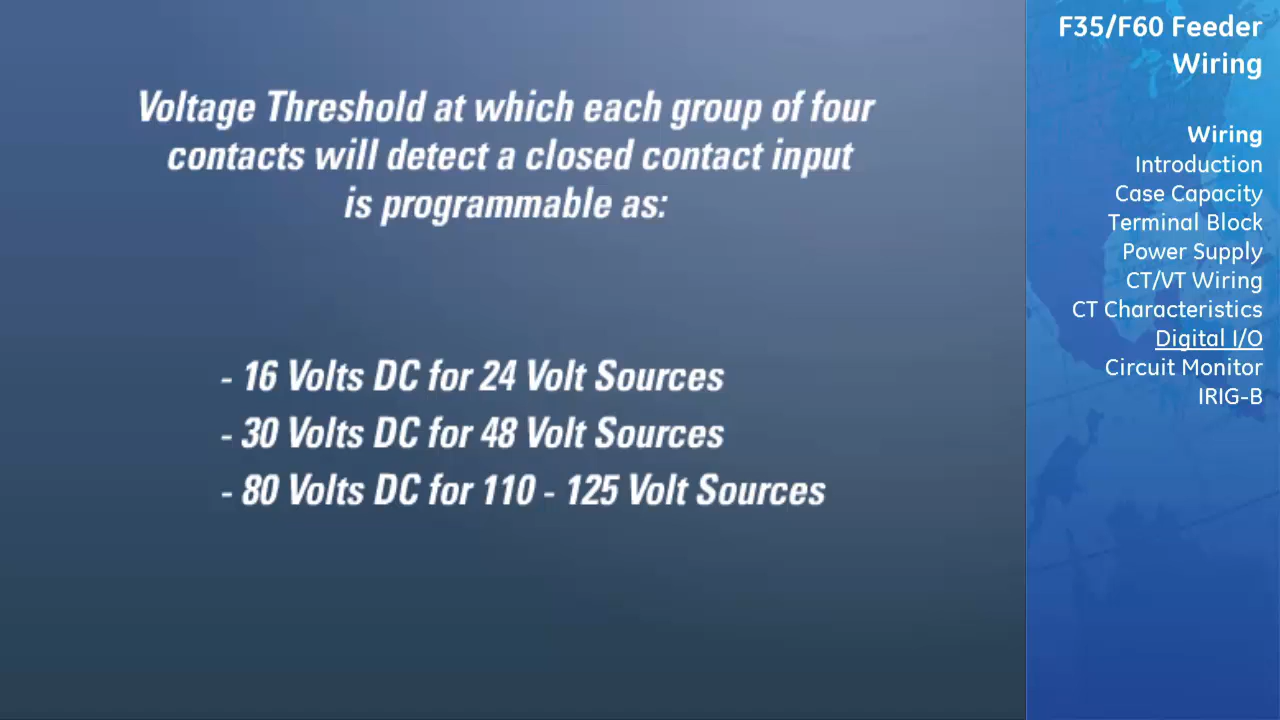 Voltage Threshold at which each group of four
contacts will detect a closed contact input
is programmable as:
- 16 Volts DC for 24 Volt Sources
- 30 Volts DC for 48 Volt Sources
- 80 Volts DC for 110 - 125 Volt Sources
F35/F60 Feeder
Wiring
Wiring
Introduction
Case Capacity
Terminal Block
Power Supply
CT/VT Wiring
CT Characteristics
Digital I/O
Circuit Monitor
IRIG-B